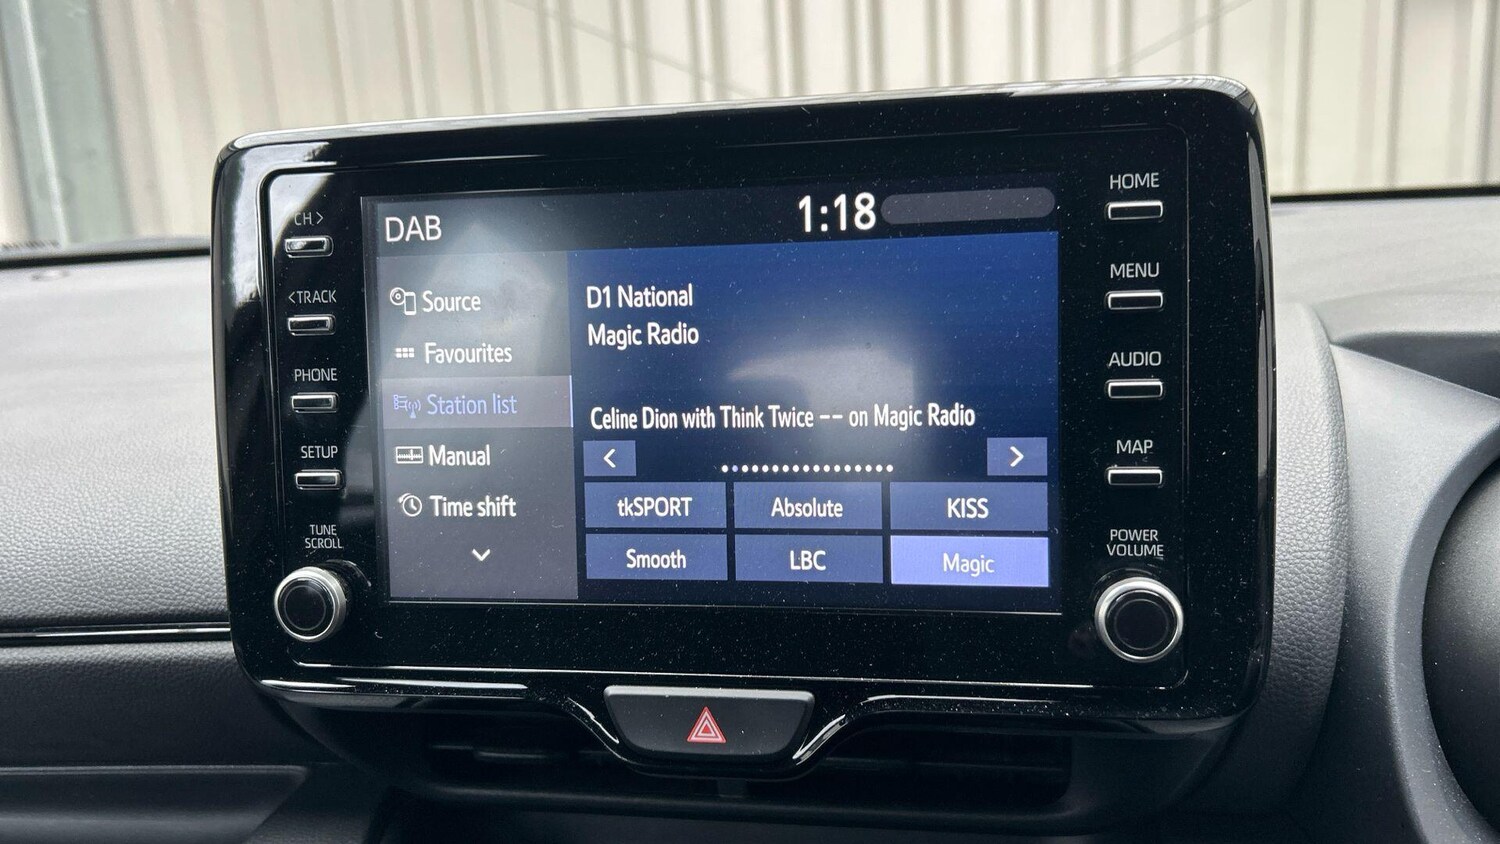 CH >
< TRACK
PHONE
SETUP
TUNE
SCROLL
DAB
1:18
Source
Favourites
Station list
Manual
Time shift
D1 National
Magic Radio
Celine Dion with Think Twice -- on Magic Radio
<
>
tkSPORT
Absolute
KISS
Smooth
LBC
Magic
HOME
MENU
AUDIO
MAP
POWER
VOLUME